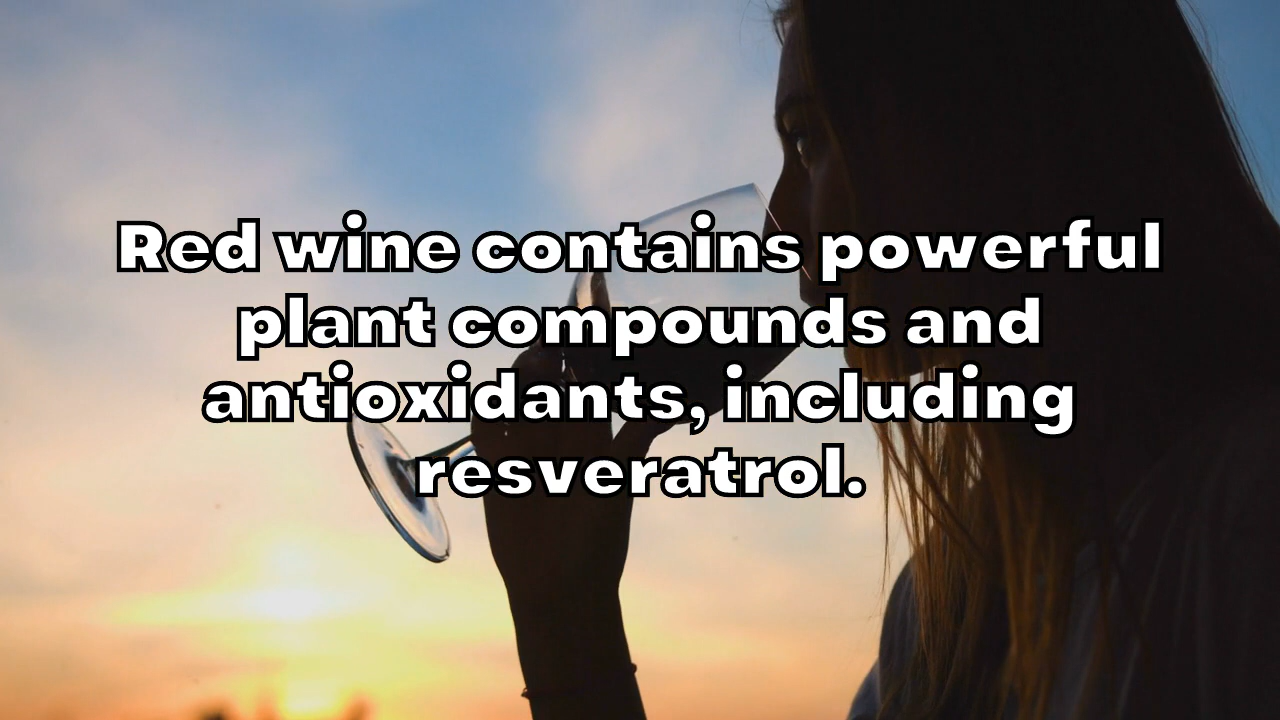 Red wine contains powerful
plant compounds and
antioxidants, including
resveratrol.